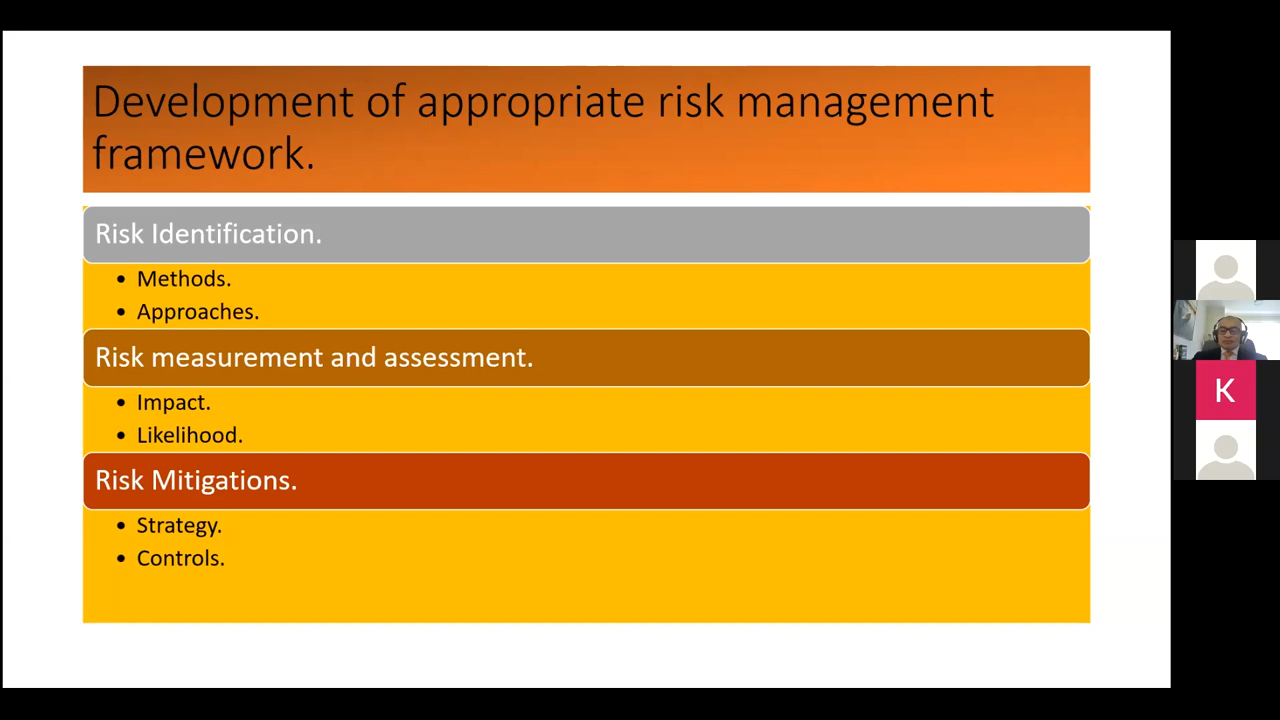 Development of appropriate risk management
framework.
Risk Identification.
• Methods.
• Approaches.
Risk measurement and assessment.
• Impact.
• Likelihood.
Risk Mitigations.
• Strategy.
• Controls.
K